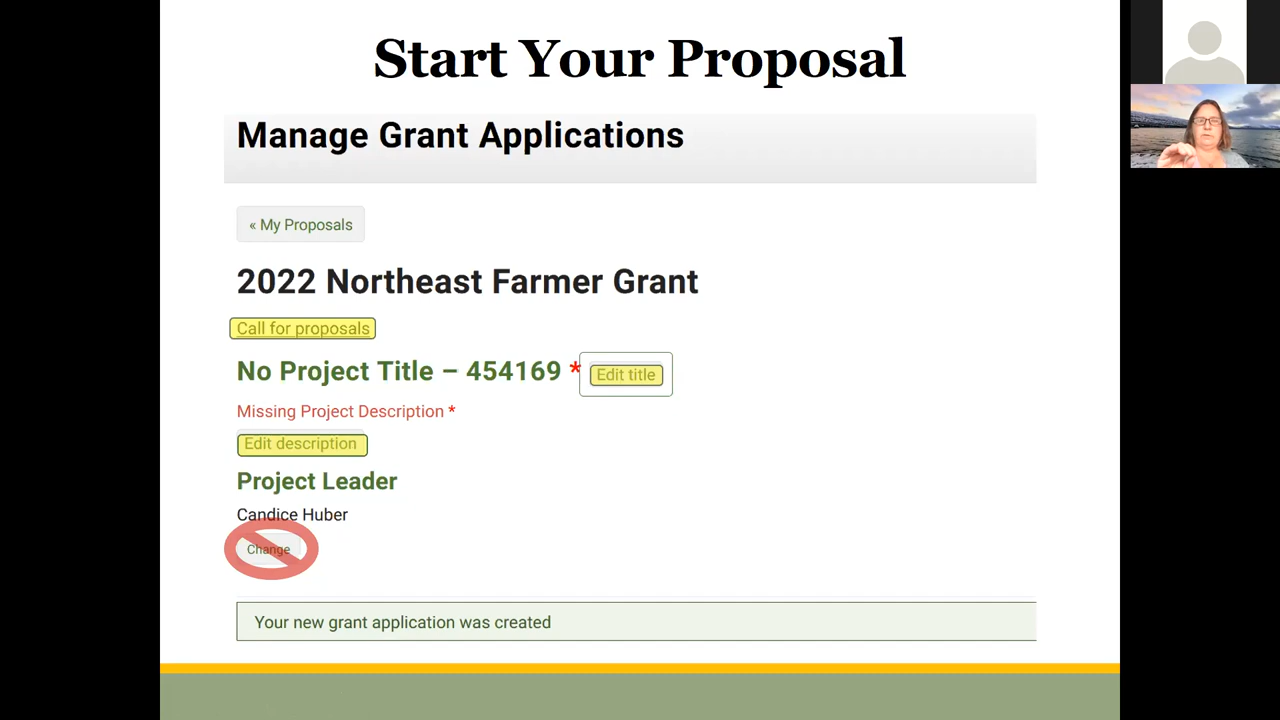 Start Your Proposal
Manage Grant Applications
« My Proposals
2022 Northeast Farmer Grant
Call for proposals
No Project Title – 454169 * Edit title
Missing Project Description *
Edit description
Project Leader
Candice Huber
Change
Your new grant application was created